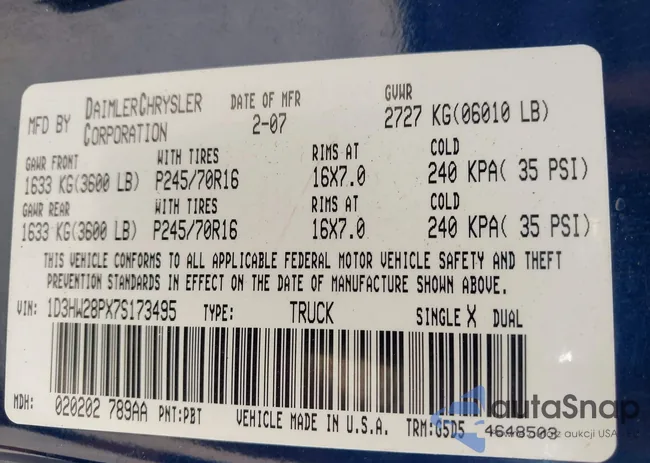 MFD BY DAIMLERCHRYSLER CORPORATION DATE OF MFR 2-07 GVWR 2727 KG(06010 LB)
GAWR FRONT WITH TIRES RIMS AT COLD
1633 KG(3600 LB) P245/70R16 16X7.0 240 KPA( 35 PSI)
GAWR REAR WITH TIRES RIMS AT COLD
1633 KG(3600 LB) P245/70R16 16X7.0 240 KPA( 35 PSI)
THIS VEHICLE CONFORMS TO ALL APPLICABLE FEDERAL MOTOR VEHICLE SAFETY AND THEFT
PREVENTION STANDARDS IN EFFECT ON THE DATE OF MANUFACTURE SHOWN ABOVE.
VIN: 1D3HW28PX7S173495 TYPE: TRUCK SINGLE X DUAL
MDH: 020202 789AA PNT:PBT VEHICLE MADE IN U.S.A. TRM:G5D5 4648503
autaSnap
aukcji USA